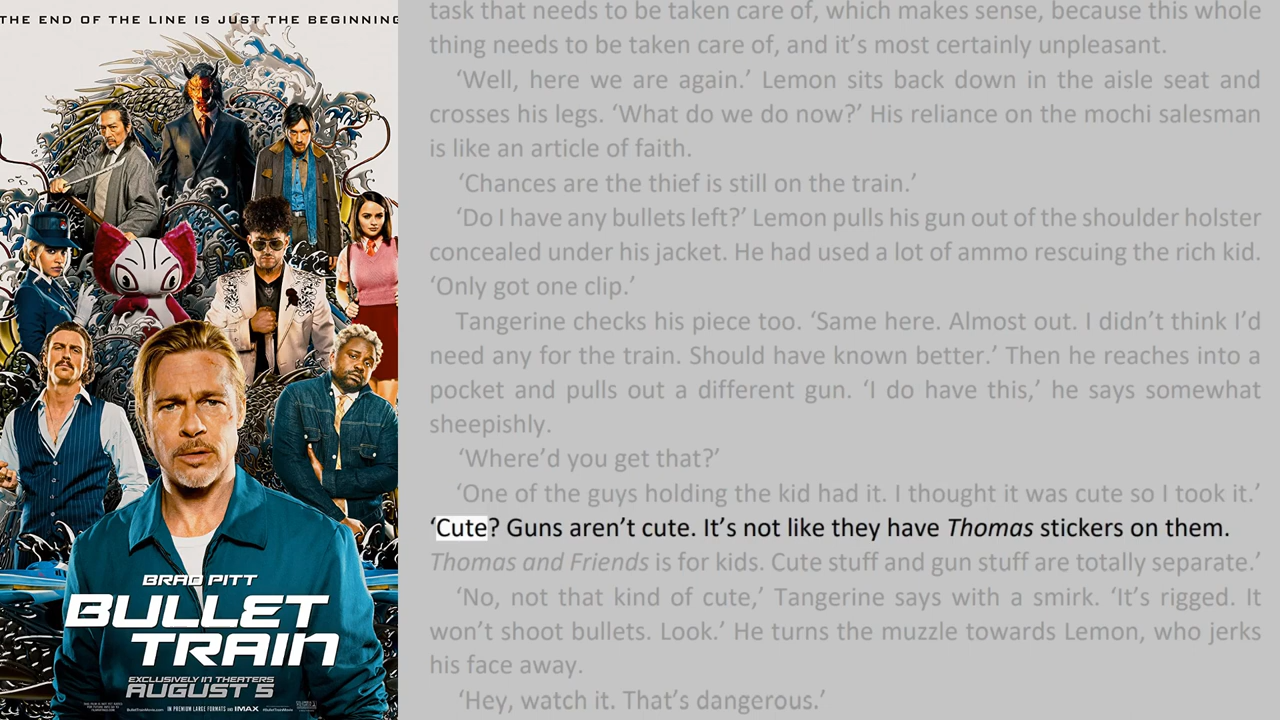 THE END OF THE LINE IS JUST THE BEGINNING
BRAD PITT
BULLET
TRAIN
EXCLUSIVELY IN THEATERS
AUGUST 5
IN PREMIUM LARGE FORMATS AND IMAX
task that needs to be taken care of, which makes sense, because this whole
thing needs to be taken care of, and it’s most certainly unpleasant.
‘Well, here we are again.’ Lemon sits back down in the aisle seat and
crosses his legs. ‘What do we do now?’ His reliance on the mochi salesman
is like an article of faith.
‘Chances are the thief is still on the train.’
‘Do I have any bullets left?’ Lemon pulls his gun out of the shoulder holster
concealed under his jacket. He had used a lot of ammo rescuing the rich kid.
‘Only got one clip.’
Tangerine checks his piece too. ‘Same here. Almost out. I didn’t think I’d
need any for the train. Should have known better.’ Then he reaches into a
pocket and pulls out a different gun. ‘I do have this,’ he says somewhat
sheepishly.
‘Where’d you get that?’
‘One of the guys holding the kid had it. I thought it was cute so I took it.’
‘Cute? Guns aren’t cute. It’s not like they have Thomas stickers on them.
Thomas and Friends is for kids. Cute stuff and gun stuff are totally separate.’
‘No, not that kind of cute,’ Tangerine says with a smirk. ‘It’s rigged. It
won’t shoot bullets. Look.’ He turns the muzzle towards Lemon, who jerks
his face away.
‘Hey, watch it. That’s dangerous.’